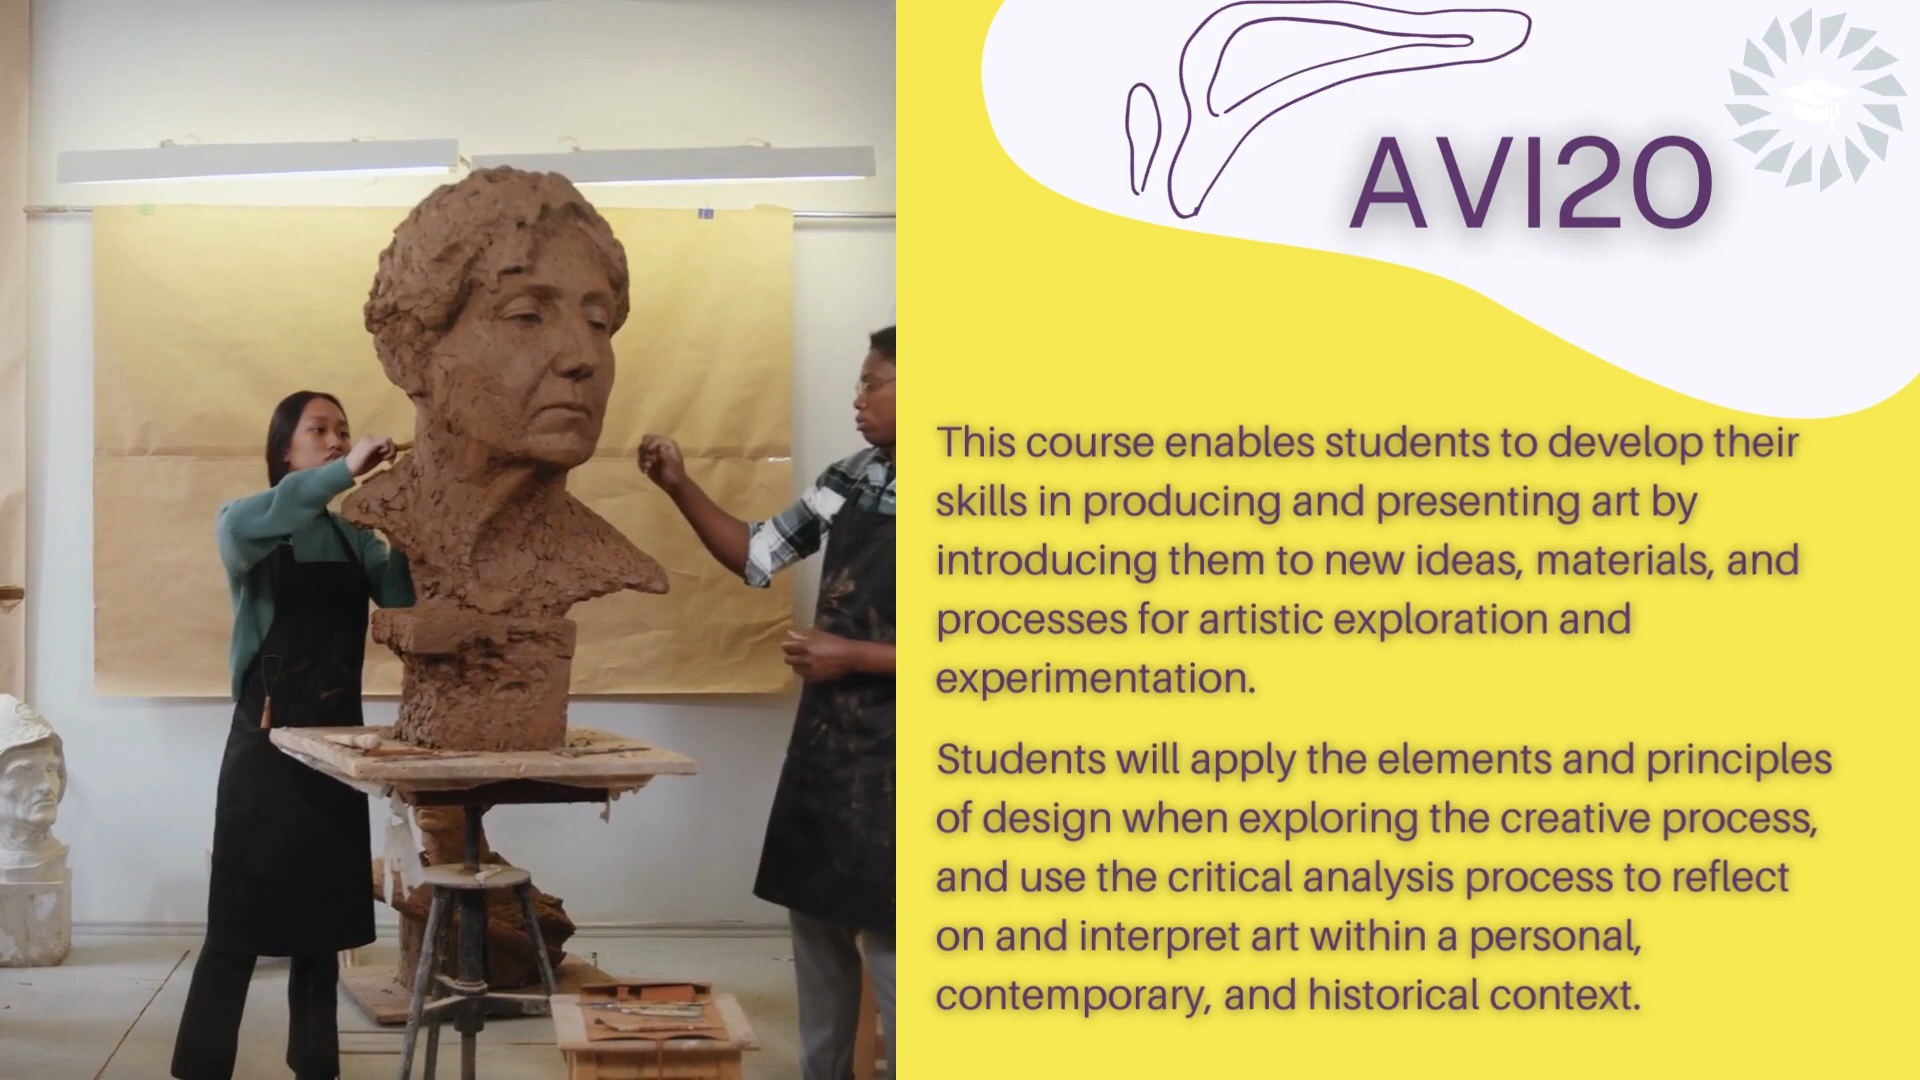 AVI2O
This course enables students to develop their
skills in producing and presenting art by
introducing them to new ideas, materials, and
processes for artistic exploration and
experimentation.
Students will apply the elements and principles
of design when exploring the creative process,
and use the critical analysis process to reflect
on and interpret art within a personal,
contemporary, and historical context.